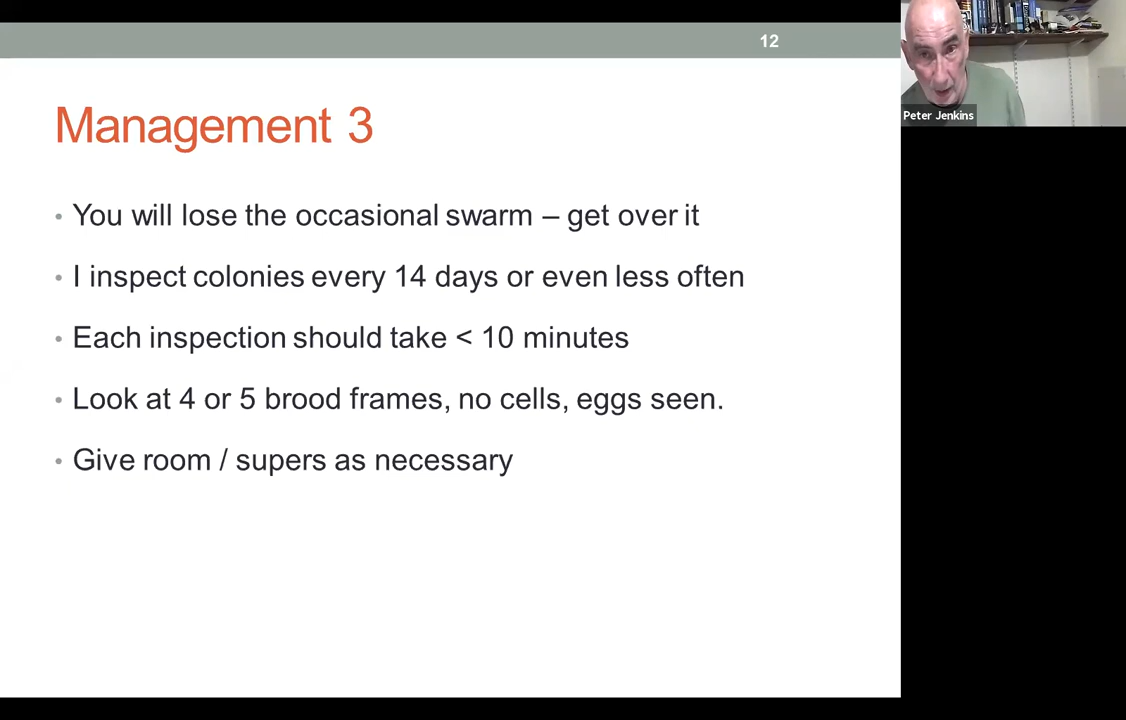 12
Peter Jenkins
Management 3
• You will lose the occasional swarm – get over it
• I inspect colonies every 14 days or even less often
• Each inspection should take < 10 minutes
• Look at 4 or 5 brood frames, no cells, eggs seen.
• Give room / supers as necessary